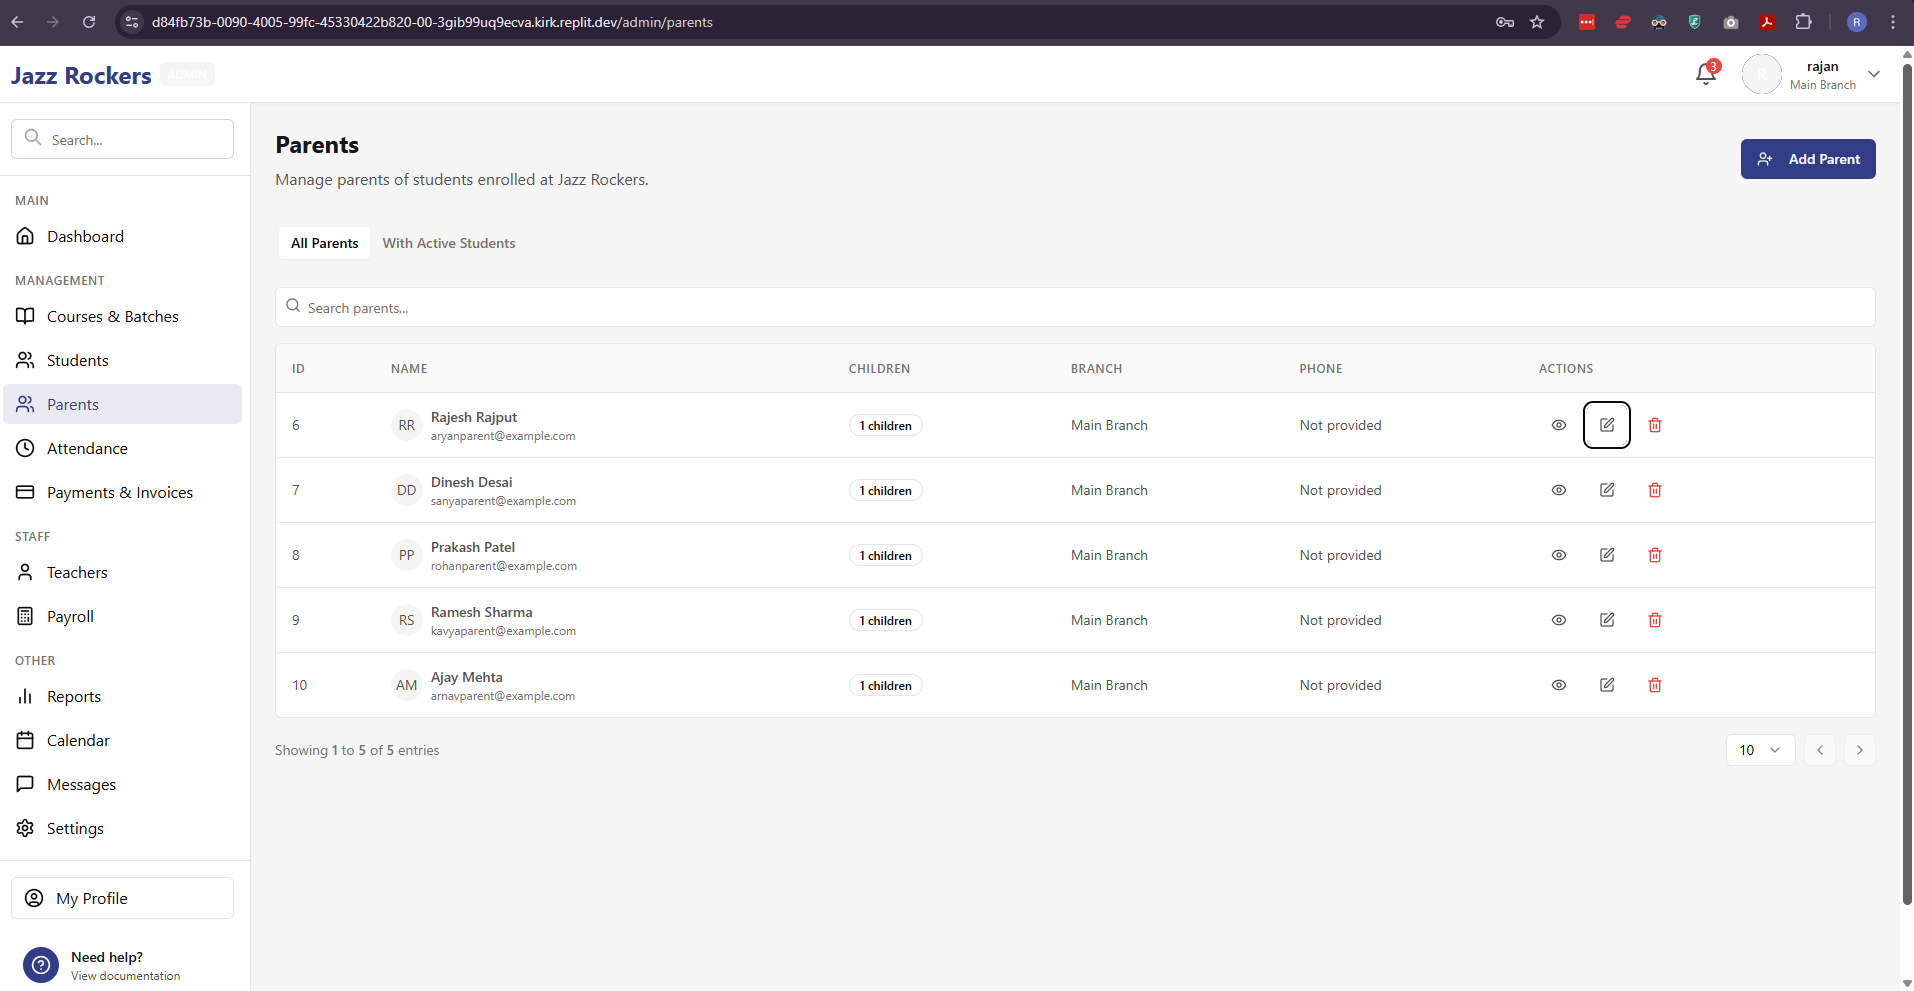 d84fb73b-0090-4005-99fc-45330422b820-00-3gib99uq9ecva.kirk.replit.dev/admin/parents
R
Jazz Rockers ADMIN
3
R
rajan
Main Branch
Search...
MAIN
Dashboard
MANAGEMENT
Courses & Batches
Students
Parents
Attendance
Payments & Invoices
STAFF
Teachers
Payroll
OTHER
Reports
Calendar
Messages
Settings
My Profile
Need help?
View documentation
Parents
Manage parents of students enrolled at Jazz Rockers.
Add Parent
All Parents With Active Students
Search parents...
ID NAME CHILDREN BRANCH PHONE ACTIONS
6 RR Rajesh Rajput 1 children Main Branch Not provided
aryanparent@example.com
7 DD Dinesh Desai 1 children Main Branch Not provided
sanyaparent@example.com
8 PP Prakash Patel 1 children Main Branch Not provided
rohanparent@example.com
9 RS Ramesh Sharma 1 children Main Branch Not provided
kavyaparent@example.com
10 AM Ajay Mehta 1 children Main Branch Not provided
arnavparent@example.com
Showing 1 to 5 of 5 entries
10